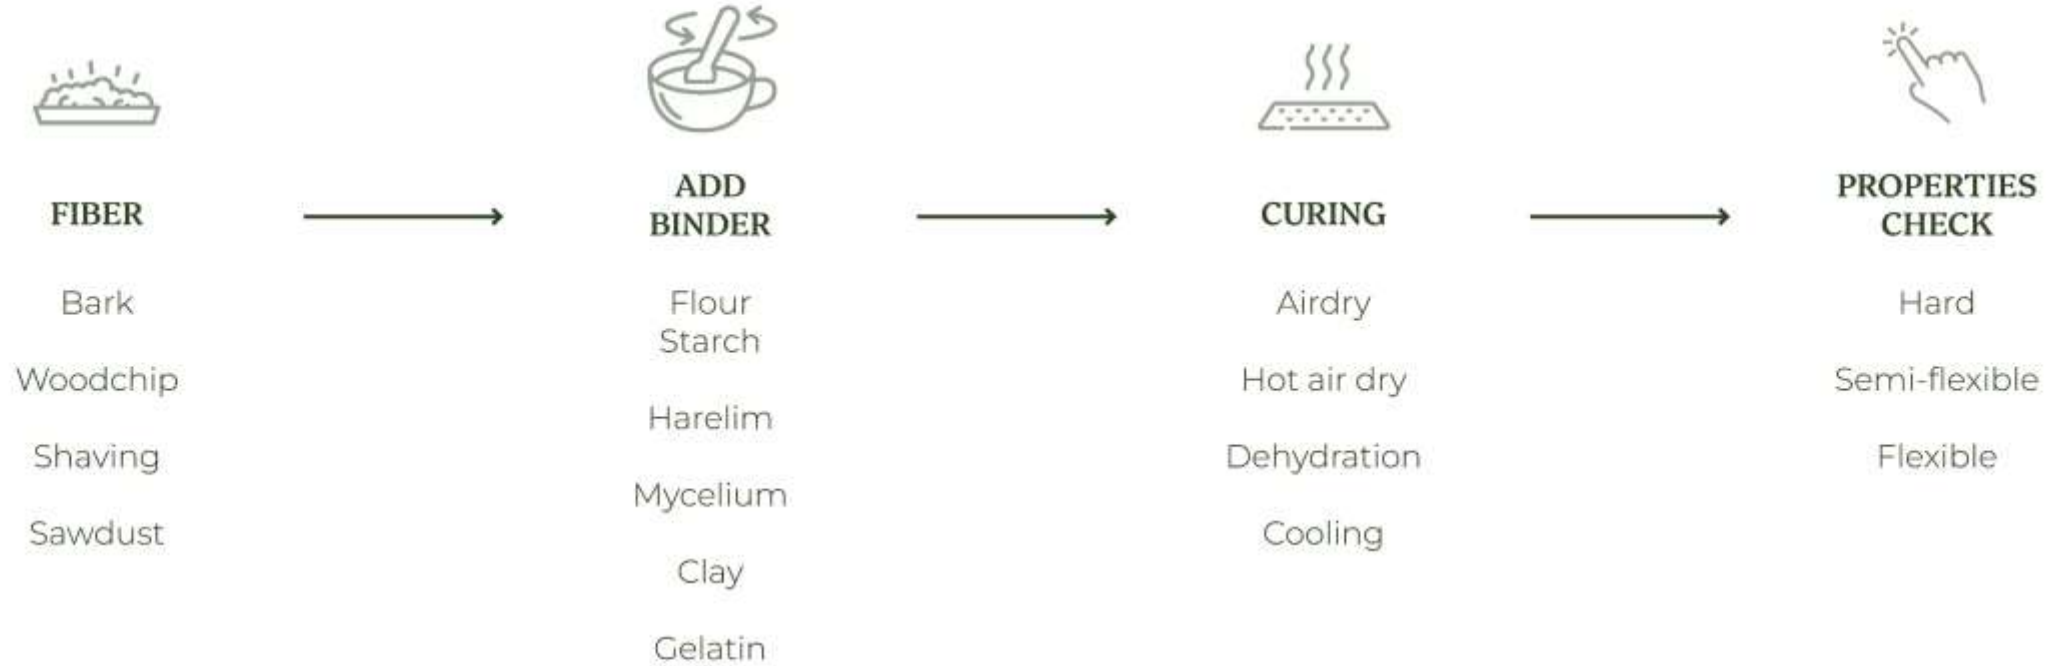 FIBER
Bark
Woodchip
Shaving
Sawdust
ADD
BINDER
Flour
Starch
Harelim
Mycelium
Clay
Gelatin
CURING
Airdry
Hot air dry
Dehydration
Cooling
PROPERTIES
CHECK
Hard
Semi-flexible
Flexible